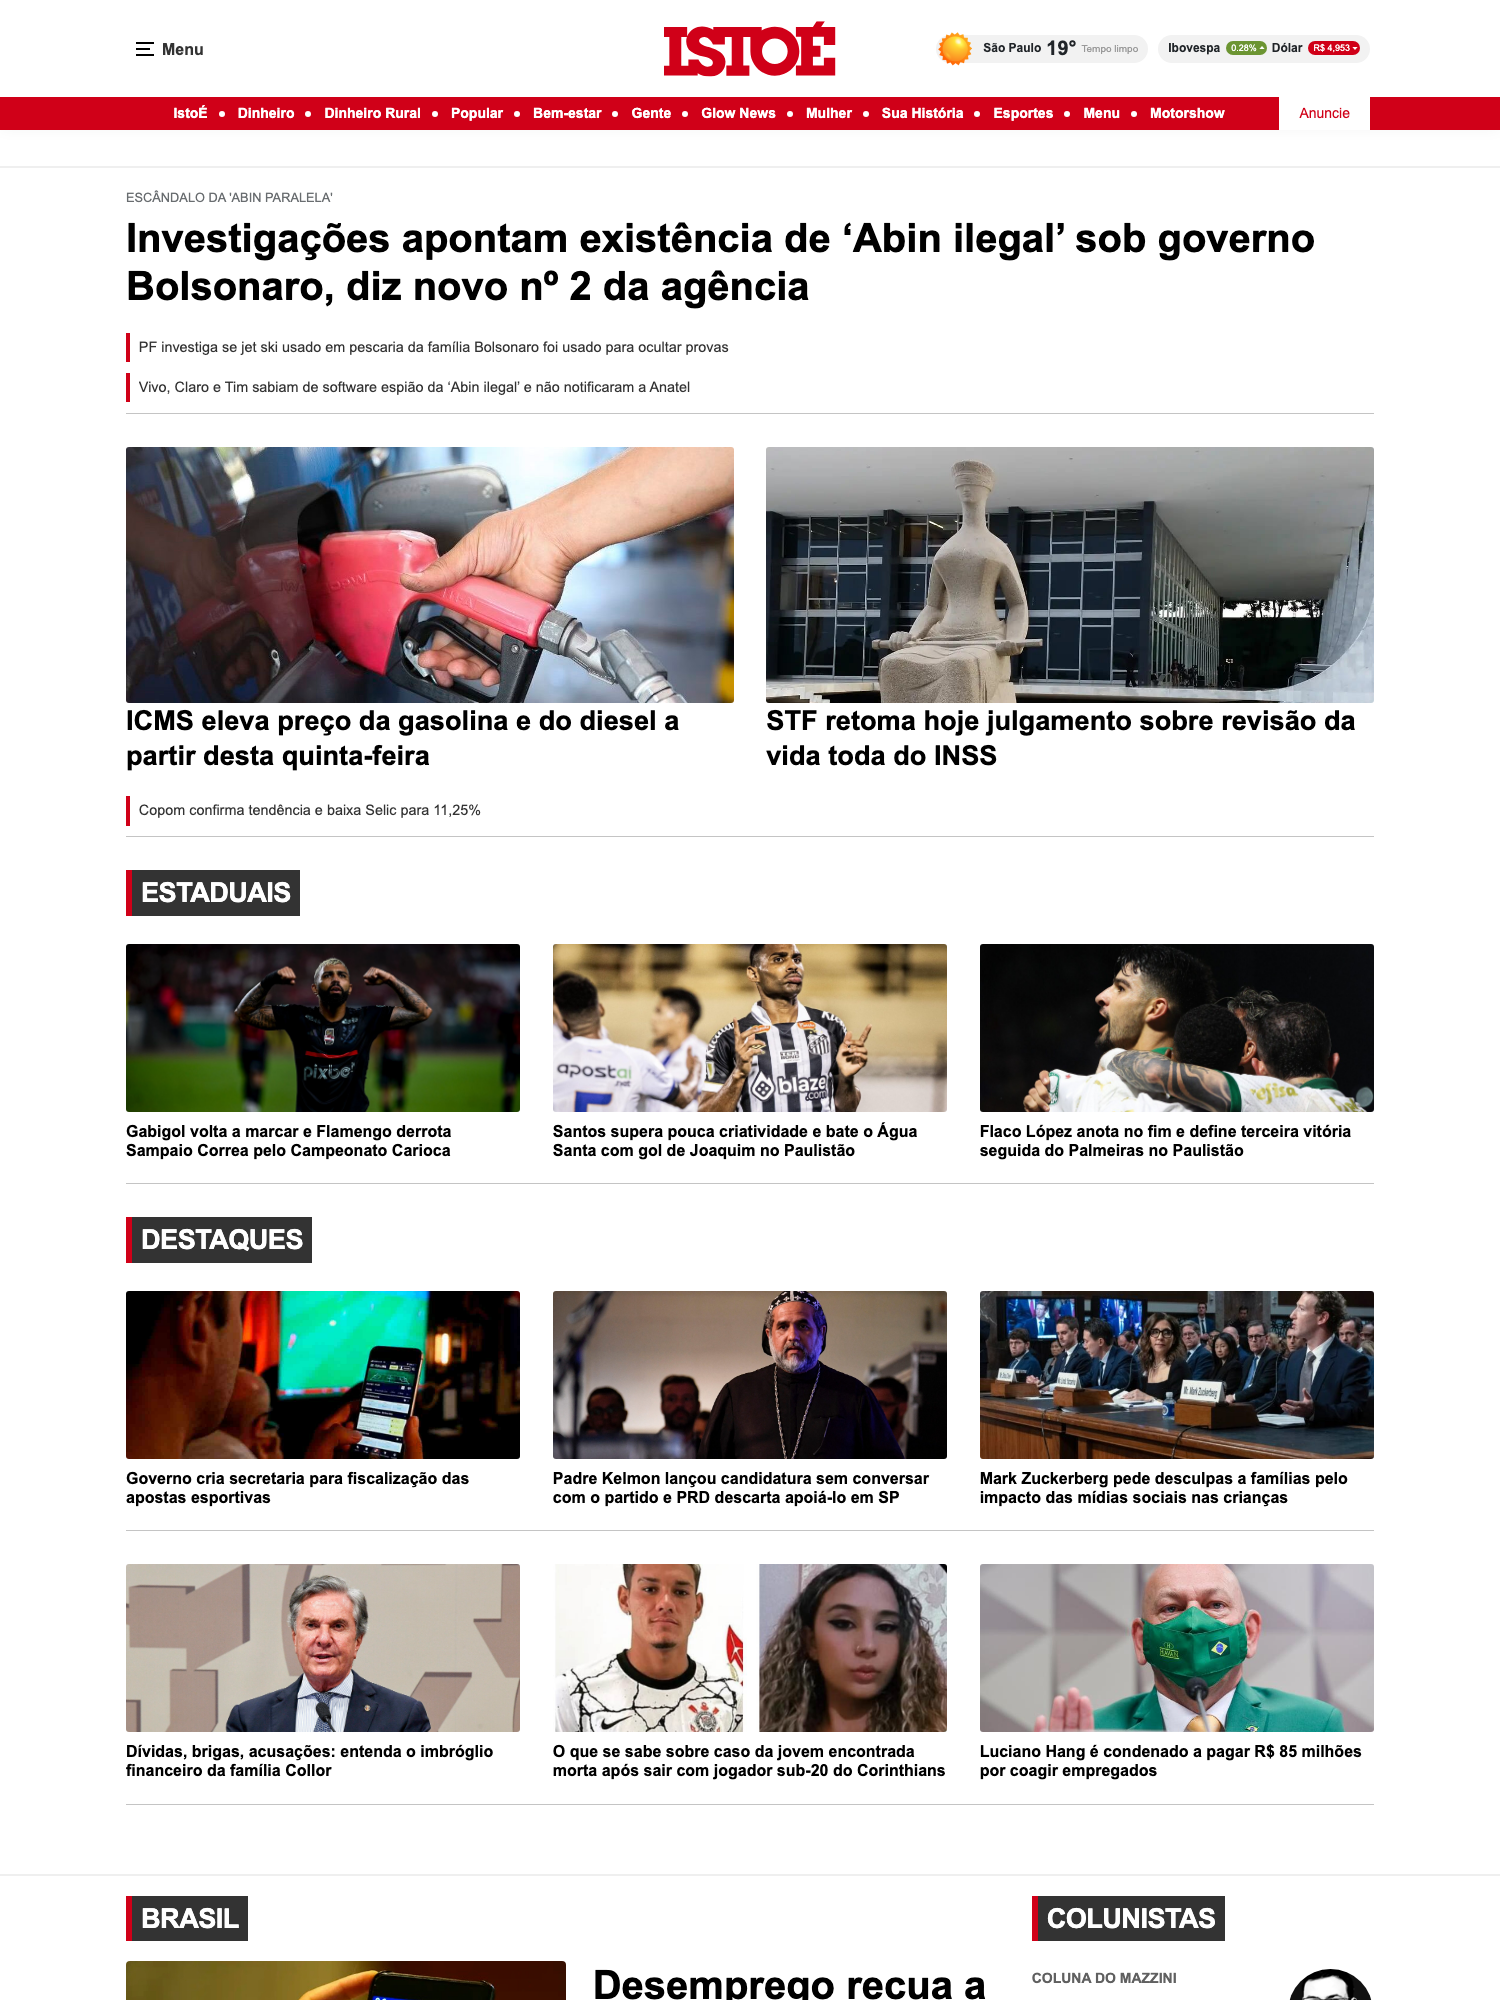 Menu
ISTOÉ
São Paulo 19° Tempo limpo
Ibovespa 0.28% Dólar R$ 4,953
IstoÉ • Dinheiro • Dinheiro Rural • Popular • Bem-estar • Gente • Glow News • Mulher • Sua História • Esportes • Menu • Motorshow
Anuncie
ESCÂNDALO DA 'ABIN PARALELA'
Investigações apontam existência de ‘Abin ilegal’ sob governo
Bolsonaro, diz novo nº 2 da agência
PF investiga se jet ski usado em pescaria da família Bolsonaro foi usado para ocultar provas
Vivo, Claro e Tim sabiam de software espião da ‘Abin ilegal’ e não notificaram a Anatel
ICMS eleva preço da gasolina e do diesel a
partir desta quinta-feira
STF retoma hoje julgamento sobre revisão da
vida toda do INSS
Copom confirma tendência e baixa Selic para 11,25%
ESTADUAIS
pixbet
apostai
.net
blaze
.com
Gabigol volta a marcar e Flamengo derrota
Sampaio Correa pelo Campeonato Carioca
Santos supera pouca criatividade e bate o Água
Santa com gol de Joaquim no Paulistão
Flaco López anota no fim e define terceira vitória
seguida do Palmeiras no Paulistão
DESTAQUES
Mr. Mark Zuckerberg
Governo cria secretaria para fiscalização das
apostas esportivas
Padre Kelmon lançou candidatura sem conversar
com o partido e PRD descarta apoiá-lo em SP
Mark Zuckerberg pede desculpas a famílias pelo
impacto das mídias sociais nas crianças
HAVAN
Dívidas, brigas, acusações: entenda o imbróglio
financeiro da família Collor
O que se sabe sobre caso da jovem encontrada
morta após sair com jogador sub-20 do Corinthians
Luciano Hang é condenado a pagar R$ 85 milhões
por coagir empregados
BRASIL
Desemprego recua a
COLUNISTAS
COLUNA DO MAZZINI